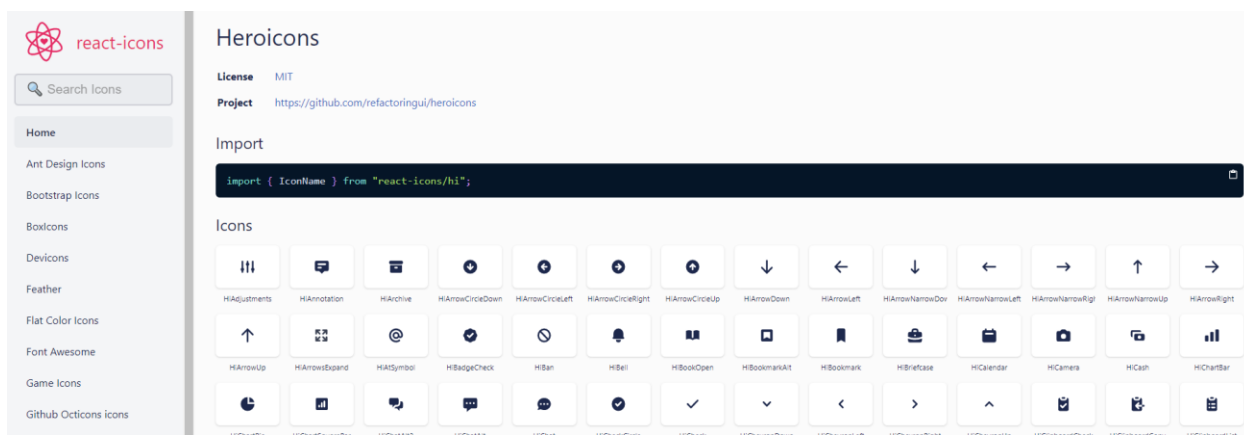 react-icons
Search Icons
Home
Ant Design Icons
Bootstrap Icons
BoxIcons
Devicons
Feather
Flat Color Icons
Font Awesome
Game Icons
Github Octicons icons
Heroicons
License MIT
Project https://github.com/refactoringui/heroicons
Import
import { IconName } from "react-icons/hi";
Icons
HiAdjustments HiAnnotation HiArchive HiArrowCircleDown HiArrowCircleLeft HiArrowCircleRight HiArrowCircleUp HiArrowDown HiArrowLeft HiArrowNarrowDov HiArrowNarrowLeft HiArrowNarrowRigl HiArrowNarrowUp HiArrowRight
HiArrowUp HiArrowsExpand HiAtSymbol HiBadgeCheck HiBan HiBell HiBookOpen HiBookmarkAlt HiBookmark HiBriefcase HiCalendar HiCamera HiCash HiChartBar